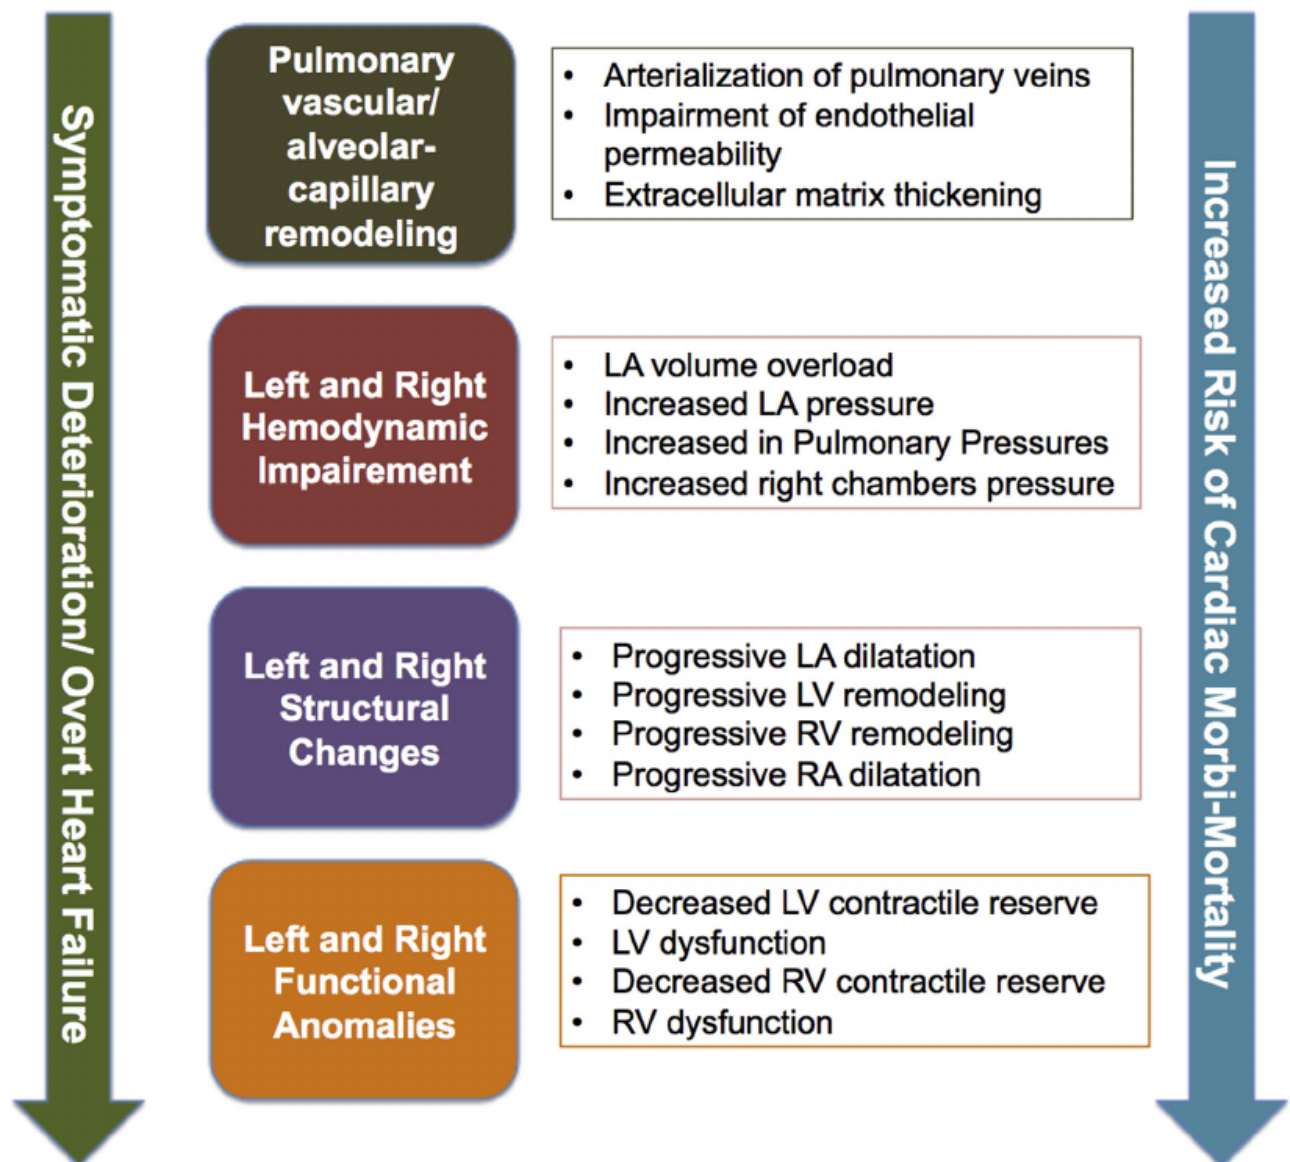 Symptomatic Deterioration/ Overt Heart Failure
Pulmonary
vascular/
alveolar-
capillary
remodeling
• Arterialization of pulmonary veins
• Impairment of endothelial
permeability
• Extracellular matrix thickening
Left and Right
Hemodynamic
Impairement
• LA volume overload
• Increased LA pressure
• Increased in Pulmonary Pressures
• Increased right chambers pressure
Left and Right
Structural
Changes
• Progressive LA dilatation
• Progressive LV remodeling
• Progressive RV remodeling
• Progressive RA dilatation
Left and Right
Functional
Anomalies
• Decreased LV contractile reserve
• LV dysfunction
• Decreased RV contractile reserve
• RV dysfunction
Increased Risk of Cardiac Morbi-Mortality